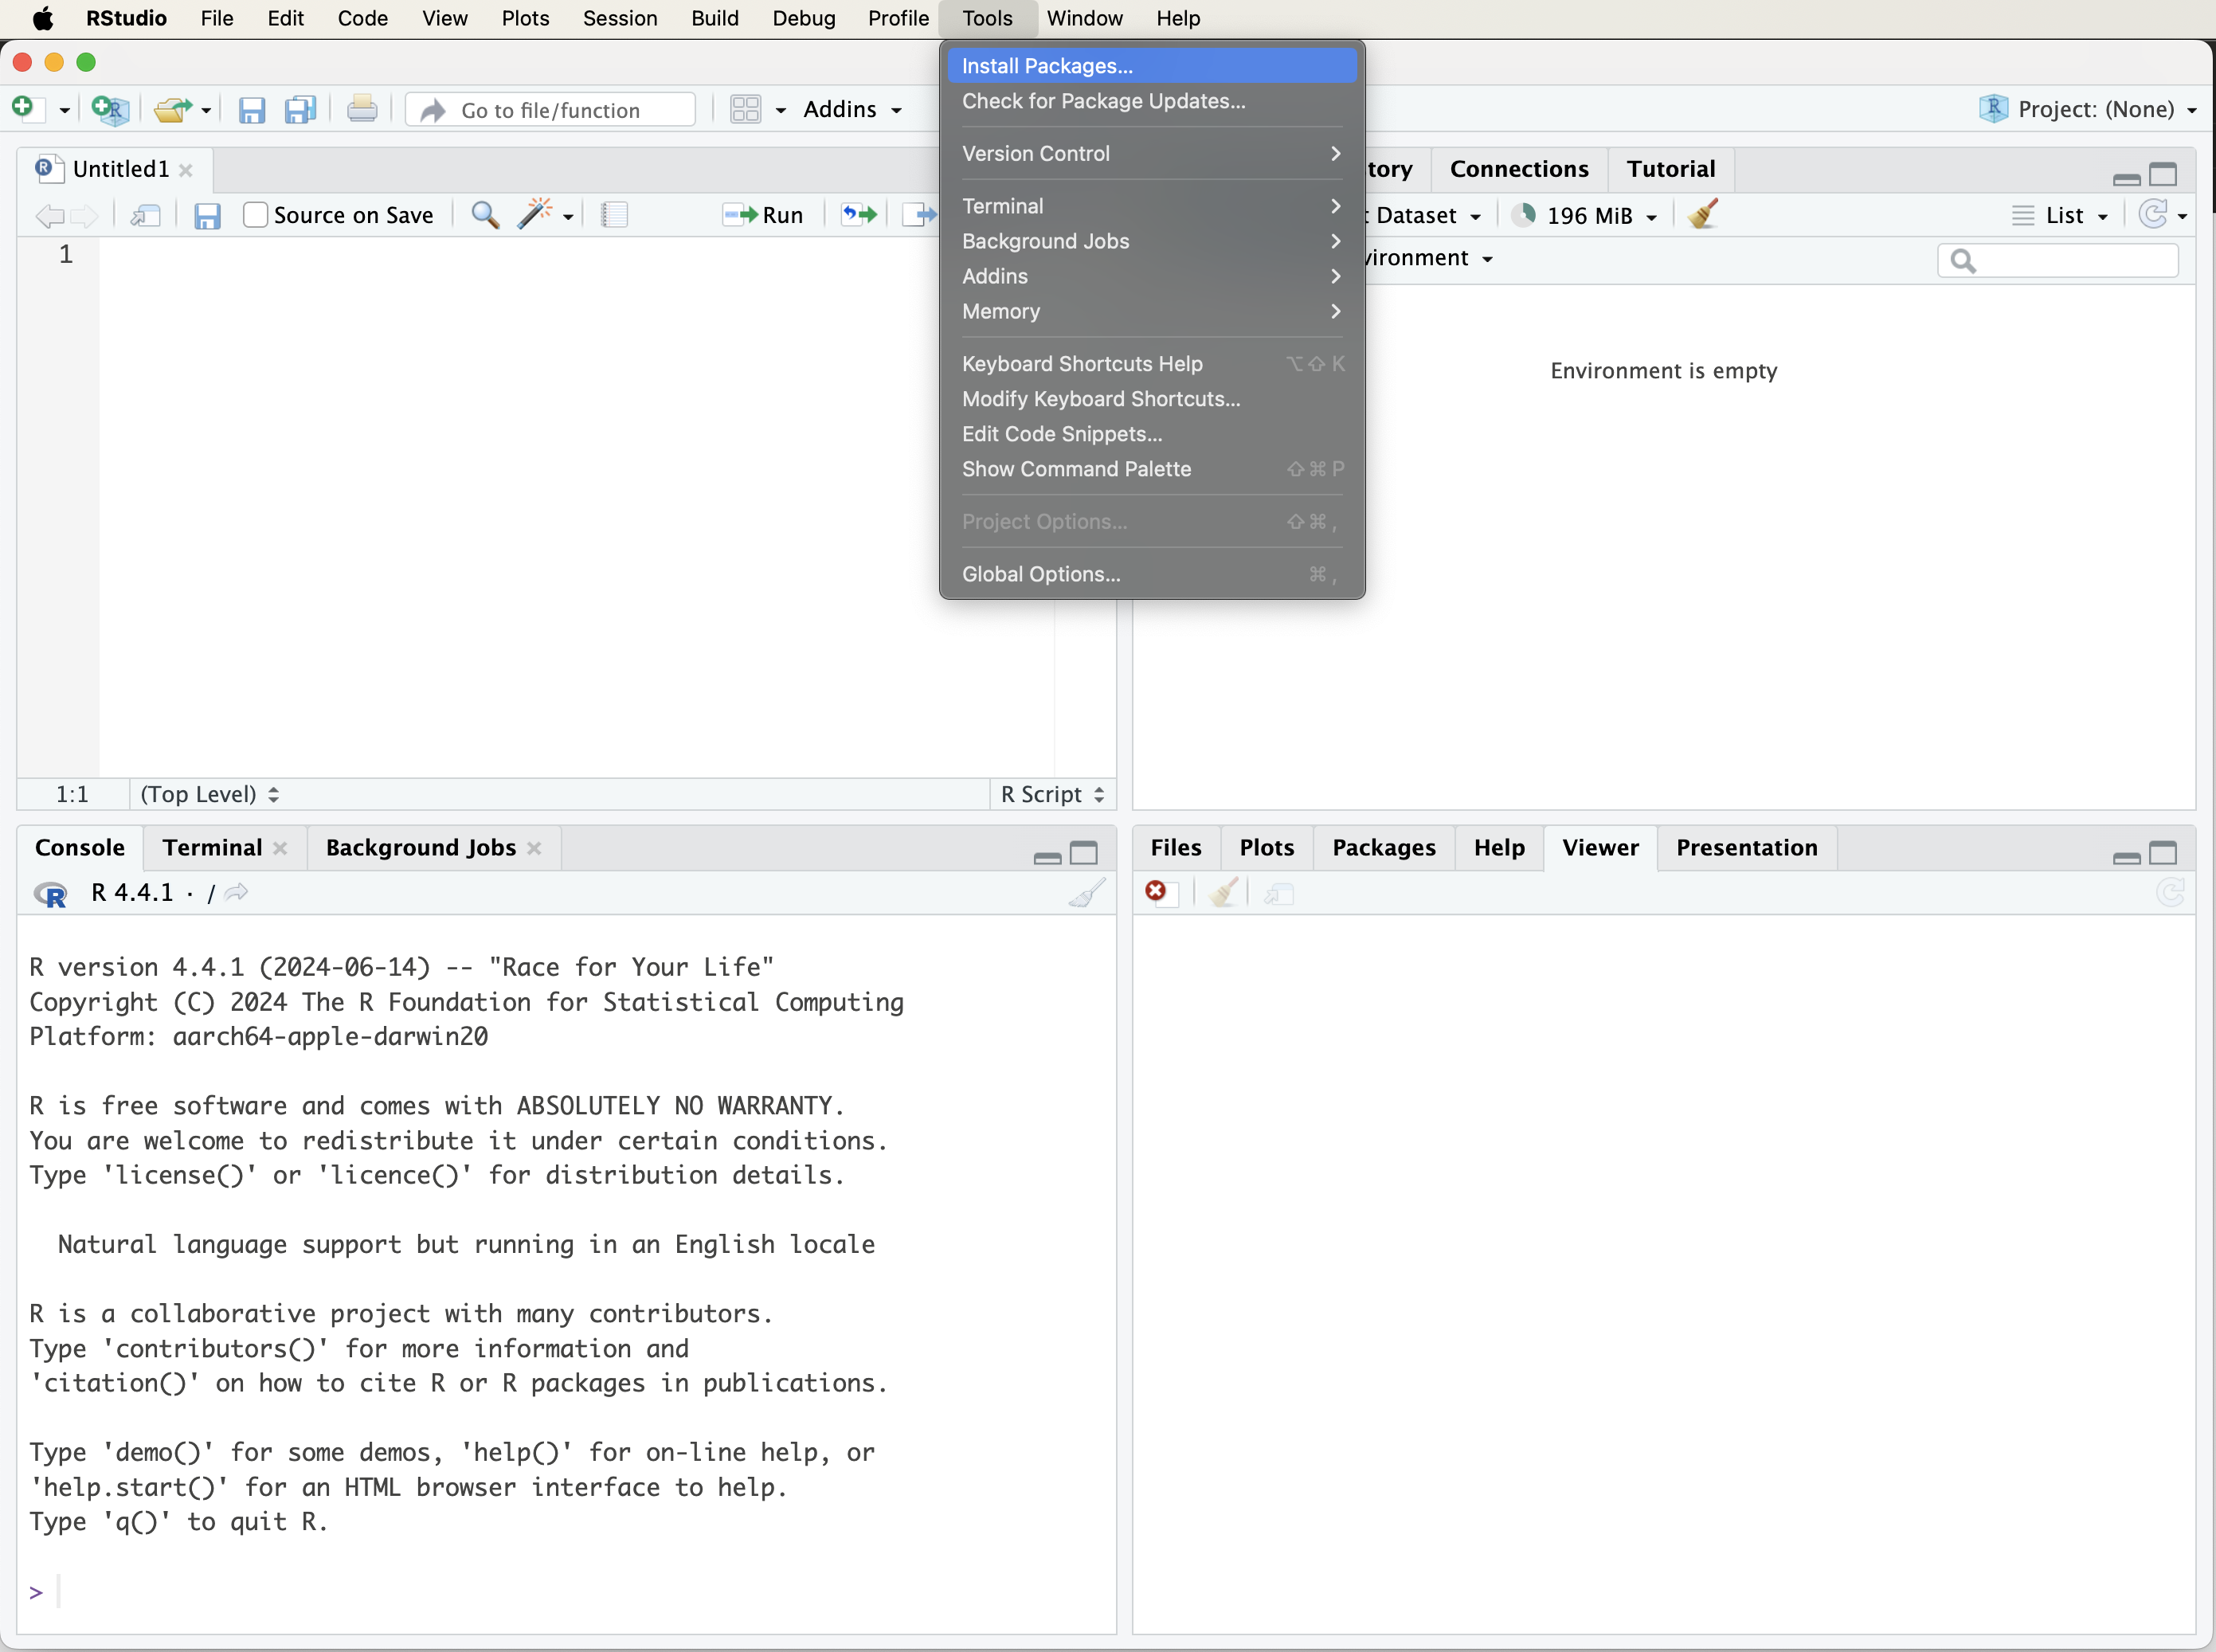 RStudio File Edit Code View Plots Session Build Debug Profile Tools Window Help
Go to file/function Addins Project: (None)
Install Packages...
Check for Package Updates...
Version Control
Terminal
Background Jobs
Addins
Memory
Keyboard Shortcuts Help ⌥⇧ K
Modify Keyboard Shortcuts...
Edit Code Snippets...
Show Command Palette ⇧⌘ P
Project Options... ⇧⌘ ,
Global Options... ⌘ ,
Untitled1
Source on Save Run
1
1:1 (Top Level) R Script
tory Connections Tutorial
Dataset 196 MiB List
vironment
Environment is empty
Console Terminal Background Jobs
R 4.4.1 · /
R version 4.4.1 (2024-06-14) -- "Race for Your Life"
Copyright (C) 2024 The R Foundation for Statistical Computing
Platform: aarch64-apple-darwin20
R is free software and comes with ABSOLUTELY NO WARRANTY.
You are welcome to redistribute it under certain conditions.
Type 'license()' or 'licence()' for distribution details.
Natural language support but running in an English locale
R is a collaborative project with many contributors.
Type 'contributors()' for more information and
'citation()' on how to cite R or R packages in publications.
Type 'demo()' for some demos, 'help()' for on-line help, or
'help.start()' for an HTML browser interface to help.
Type 'q()' to quit R.
>
Files Plots Packages Help Viewer Presentation